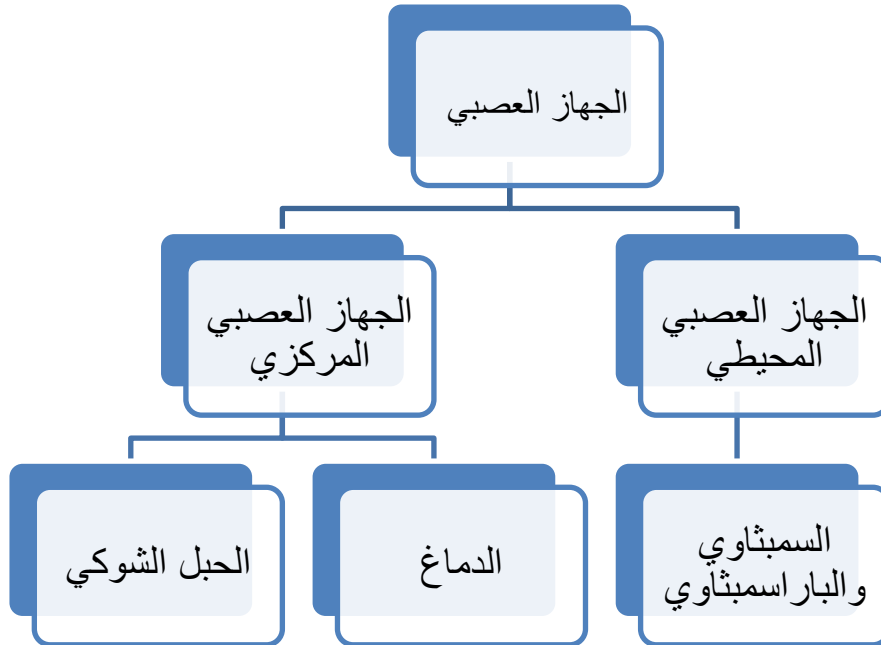 الجهاز العصبي
الجهاز العصبي
المحيطي
الجهاز العصبي
المركزي
السمبثاوي
والباراسمبثاوي
الدماغ
الحبل الشوكي